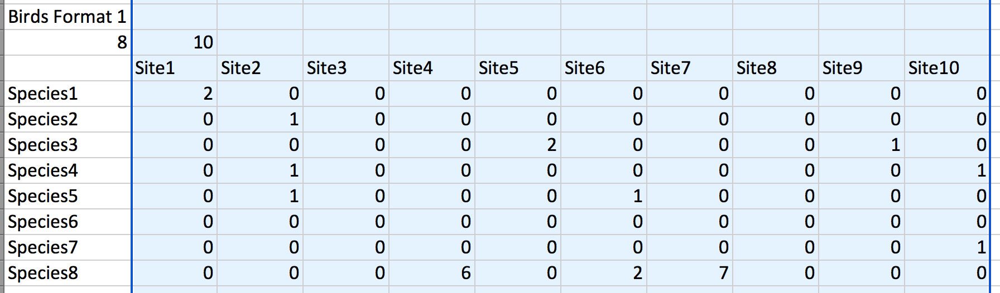 Birds Format 1
8 10
Site1 Site2 Site3 Site4 Site5 Site6 Site7 Site8 Site9 Site10
Species1 2 0 0 0 0 0 0 0 0 0
Species2 0 1 0 0 0 0 0 0 0 0
Species3 0 0 0 0 2 0 0 0 1 0
Species4 0 1 0 0 0 0 0 0 0 1
Species5 0 1 0 0 0 1 0 0 0 0
Species6 0 0 0 0 0 0 0 0 0 0
Species7 0 0 0 0 0 0 0 0 0 1
Species8 0 0 0 6 0 2 7 0 0 0